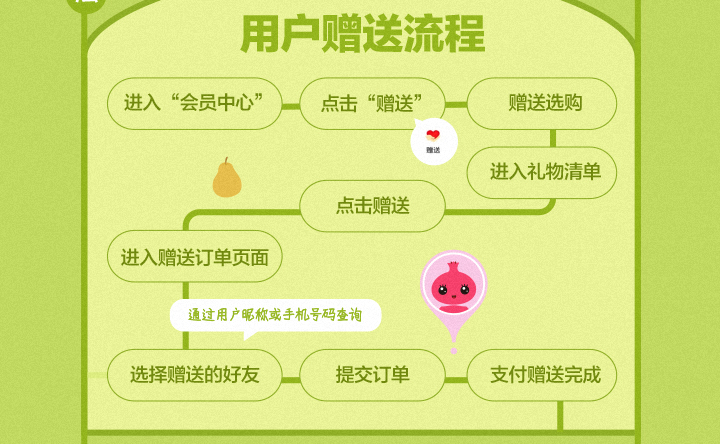 用户赠送流程
进入“会员中心”
点击“赠送”
赠送选购
赠送
进入礼物清单
点击赠送
进入赠送订单页面
通过用户昵称或手机号码查询
选择赠送的好友
提交订单
支付赠送完成